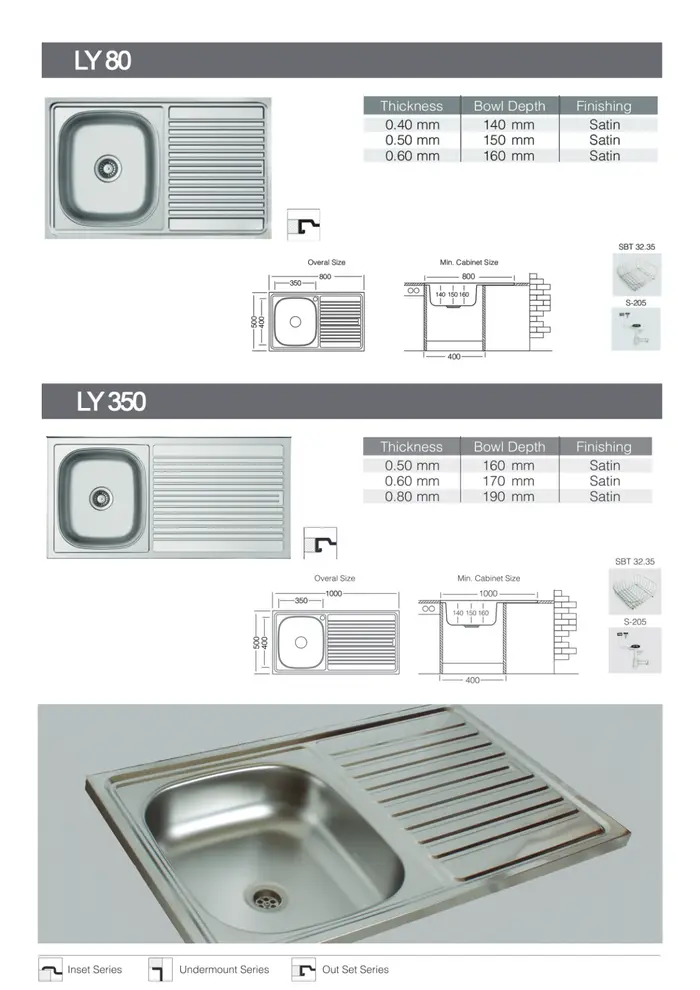 LY 80
Thickness Bowl Depth Finishing
0.40 mm 140 mm Satin
0.50 mm 150 mm Satin
0.60 mm 160 mm Satin
SBT 32.35
Overal Size
Min. Cabinet Size
800
350
500
400
800
140 150 160
400
S-205
LY 350
Thickness Bowl Depth Finishing
0.50 mm 160 mm Satin
0.60 mm 170 mm Satin
0.80 mm 190 mm Satin
SBT 32.35
Overal Size
Min. Cabinet Size
1000
350
500
400
1000
140 150 160
400
S-205
Inset Series
Undermount Series
Out Set Series